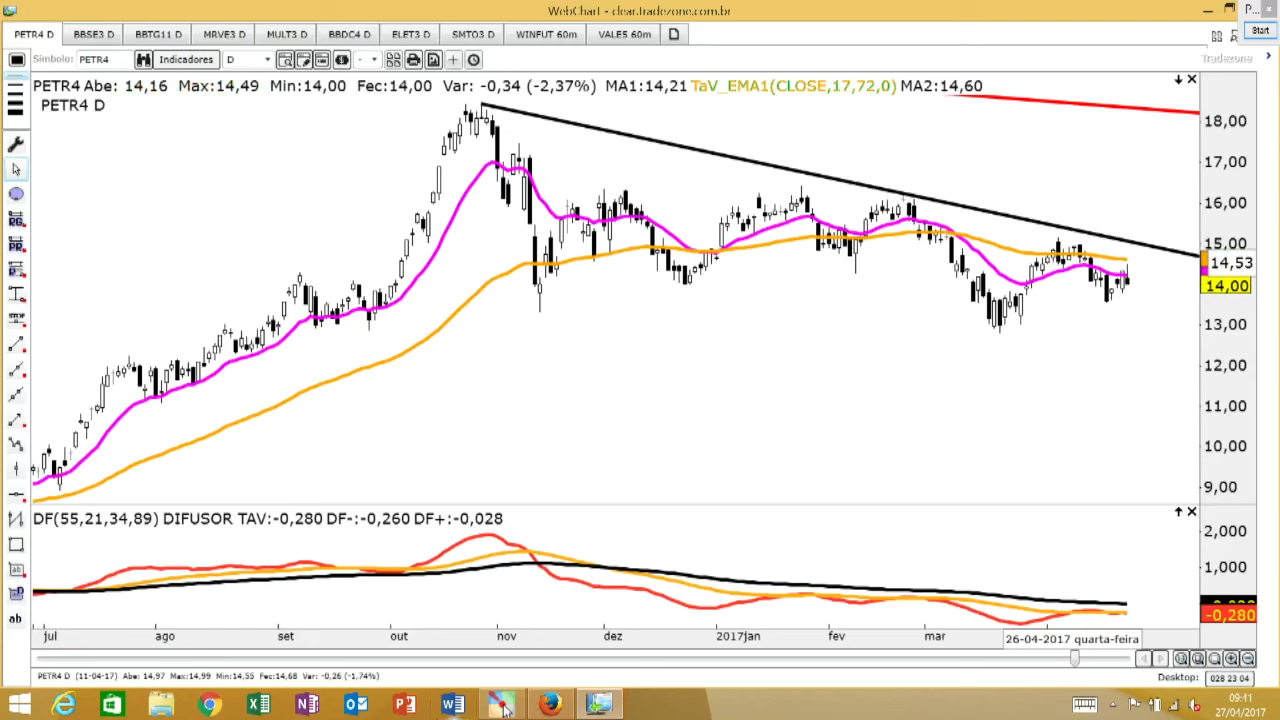 WebChart - clear.tradezone.com.br
P...
Start
PETR4 D BBSE3 D BBTG11 D MRVE3 D MULT3 D BBDC4 D ELET3 D SMTO3 D WINFUT 60m VALE5 60m
Símbolo: PETR4 Indicadores D - Tradezone
PETR4 Abe: 14,16 Max:14,49 Min:14,00 Fec:14,00 Var: -0,34 (-2,37%) MA1:14,21 TaV_EMA1(CLOSE,17,72,0) MA2:14,60
PETR4 D
18,00
17,00
16,00
15,00
14,53
14,00
13,00
12,00
11,00
10,00
9,00
DF(55,21,34,89) DIFUSOR TAV:-0,280 DF-:-0,260 DF+:-0,028
2,000
1,000
-0,280
jul ago set out nov dez 2017jan fev mar 26-04-2017 quarta-feira
PETR4 D (11-04-17) Abe: 14,97 Max:14,99 Min:14,55 Fec:14,68 Var: -0.26 (-1.74%)
Desktop: 028 23 04
09:41
27/04/2017